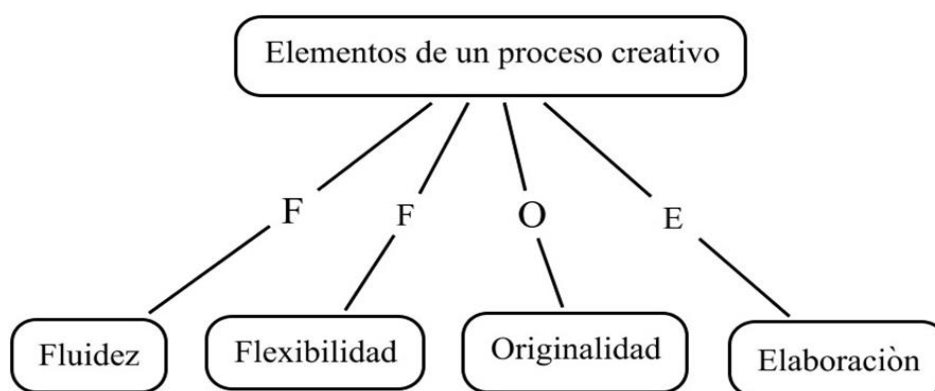 Elementos de un proceso creativo
F
F
O
E
Fluidez
Flexibilidad
Originalidad
Elaboraciòn